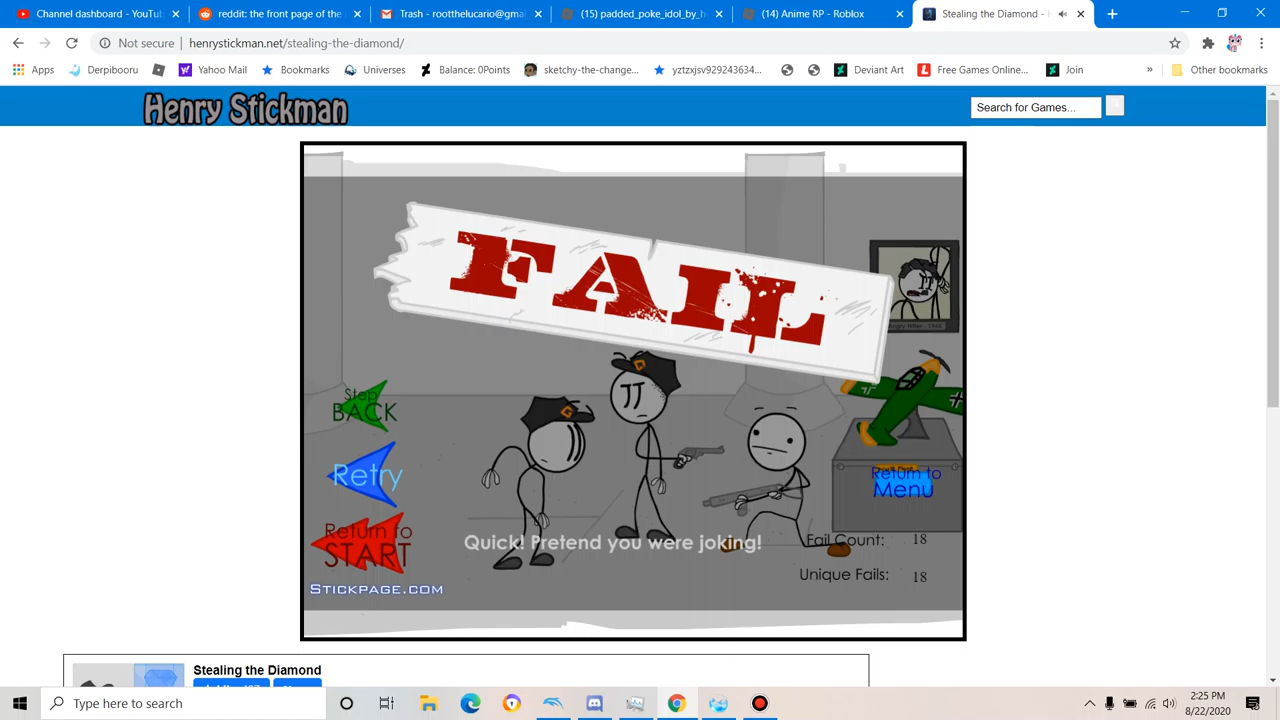 Channel dashboard - YouTu
reddit: the front page of the
Trash - rootthelucario@gma
(15) padded_poke_idol_by_h
(14) Anime RP - Roblox
Stealing the Diamond -
Not secure | henrystickman.net/stealing-the-diamond/
Apps
Derpibooru
Yahoo Mail
Bookmarks
Universes
Balance: 0Points
sketchy-the-change...
yztzxjsv929243634...
Deviant Art
Free Games Online...
Join
»
Other bookmarks
Henry Stickman
Search for Games...
FAIL
Step
BACK
Retry
Return to
START
Return to
Menu
Quick! Pretend you were joking!
Fail Count: 18
Unique Fails: 18
STICKPAGE.COM
Stealing the Diamond
Type here to search
2:25 PM
8/22/2020